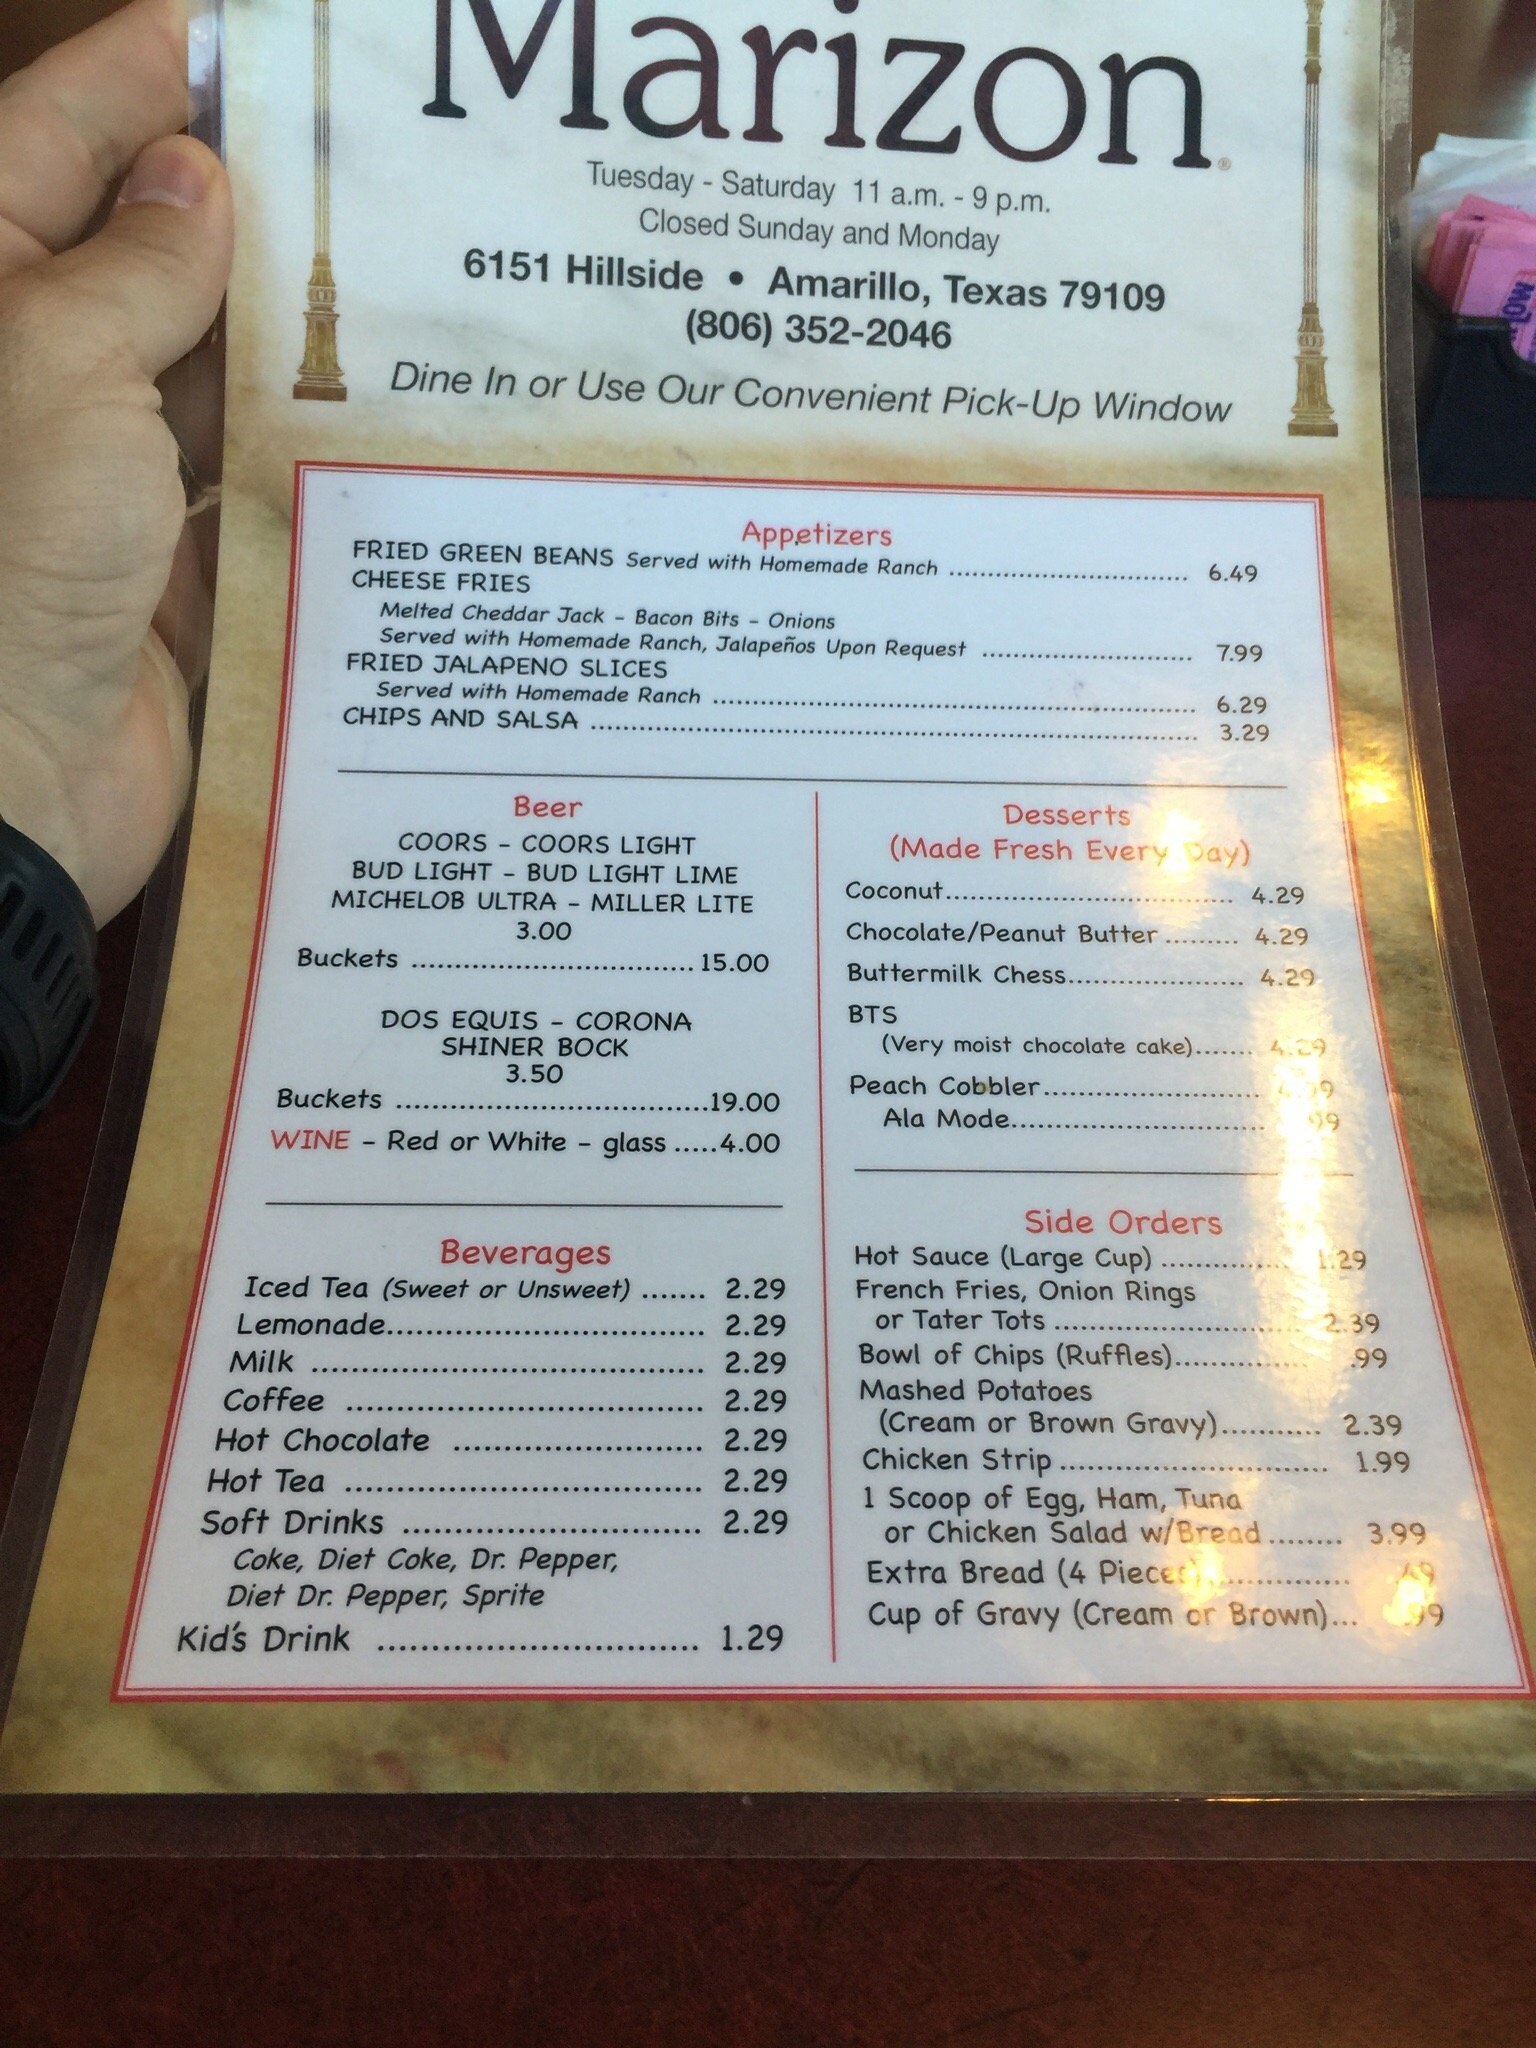 Marizon®
Tuesday - Saturday 11 a.m. - 9 p.m.
Closed Sunday and Monday
6151 Hillside • Amarillo, Texas 79109
(806) 352-2046
Dine In or Use Our Convenient Pick-Up Window
Appetizers
FRIED GREEN BEANS Served with Homemade Ranch ................................ 6.49
CHEESE FRIES
Melted Cheddar Jack - Bacon Bits - Onions
Served with Homemade Ranch, Jalapeños Upon Request ............................ 7.99
FRIED JALAPENO SLICES
Served with Homemade Ranch ................................................................ 6.29
CHIPS AND SALSA ................................................................................ 3.29
Beer
COORS - COORS LIGHT
BUD LIGHT - BUD LIGHT LIME
MICHELOB ULTRA - MILLER LITE
3.00
Buckets ................................. 15.00
DOS EQUIS - CORONA
SHINER BOCK
3.50
Buckets ....................................19.00
WINE - Red or White - glass .....4.00
Beverages
Iced Tea (Sweet or Unsweet) ....... 2.29
Lemonade.................................... 2.29
Milk ............................................ 2.29
Coffee ........................................ 2.29
Hot Chocolate ........................... 2.29
Hot Tea ...................................... 2.29
Soft Drinks ................................ 2.29
Coke, Diet Coke, Dr. Pepper,
Diet Dr. Pepper, Sprite
Kid's Drink ................................. 1.29
Desserts
(Made Fresh Every Day)
Coconut.................................. 4.29
Chocolate/Peanut Butter ......... 4.29
Buttermilk Chess..................... 4.29
BTS
(Very moist chocolate cake)....... 4.29
Peach Cobbler..........................
Ala Mode..............................
Side Orders
Hot Sauce (Large Cup) ............... 1.29
French Fries, Onion Rings
or Tater Tots ............................ 2.39
Bowl of Chips (Ruffles)............... .99
Mashed Potatoes
(Cream or Brown Gravy)........... 2.39
Chicken Strip .............................. 1.99
1 Scoop of Egg, Ham, Tuna
or Chicken Salad w/Bread ........ 3.99
Extra Bread (4 Pieces)...............
Cup of Gravy (Cream or Brown)...
Low